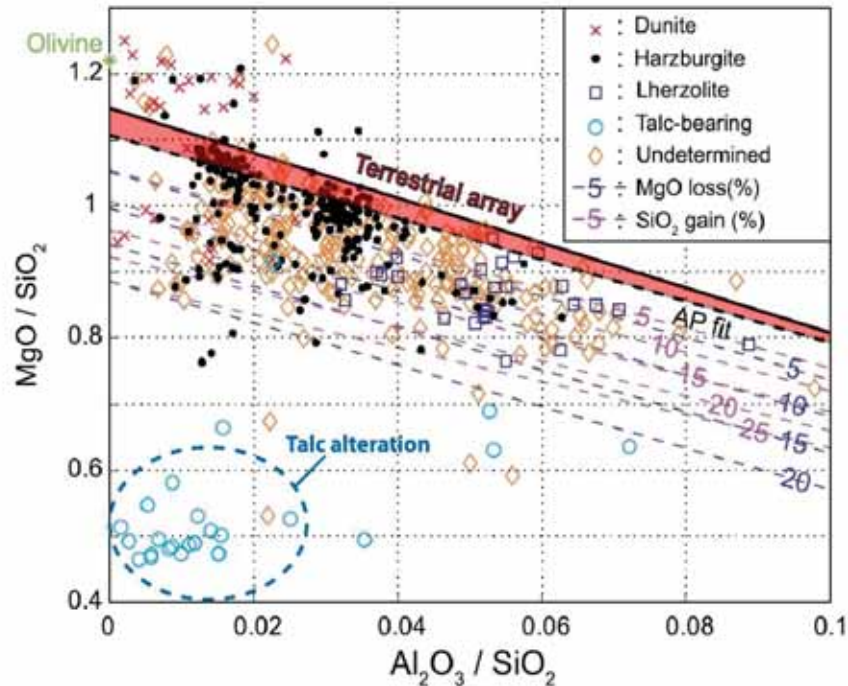 Olivine
1.2
1
0.8
0.6
0.4
MgO / SiO₂
0
0.02
0.04
0.06
0.08
0.1
Al₂O₃ / SiO₂
Terrestrial array
AP fit
Talc alteration
5
10
15
20
25
5
10
15
20
: Dunite
: Harzburgite
: Lherzolite
: Talc-bearing
: Undetermined
5 : MgO loss(%)
5 : SiO₂ gain (%)